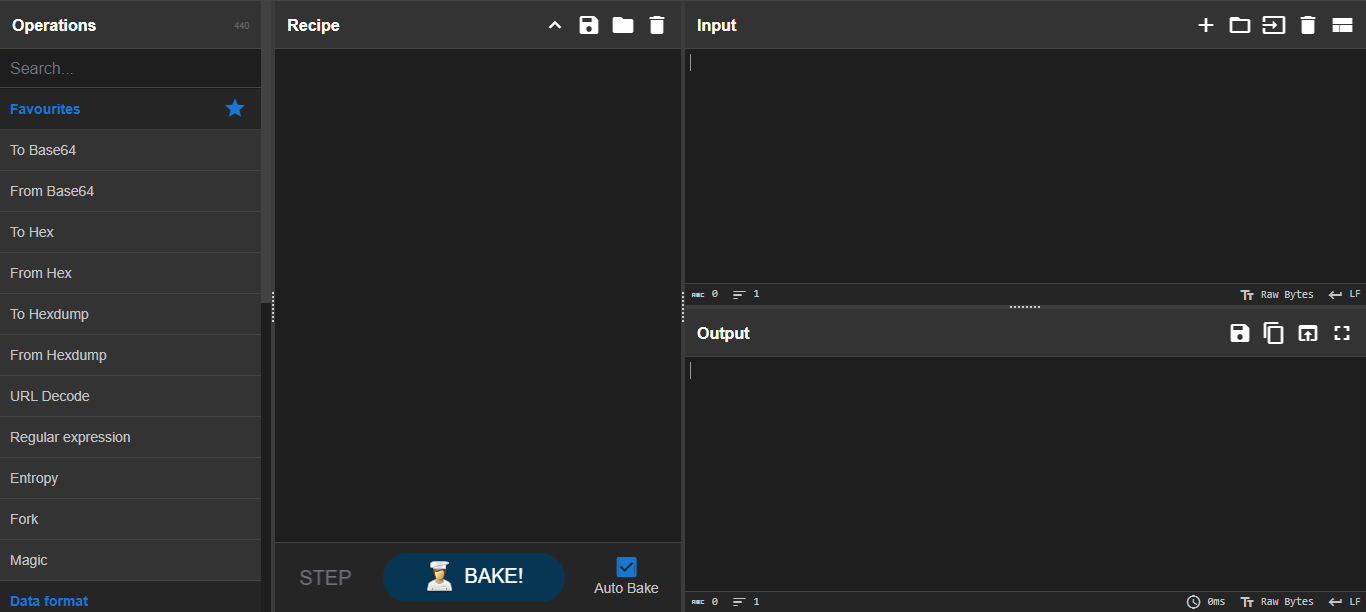 Operations 440
Search...
Favourites
To Base64
From Base64
To Hex
From Hex
To Hexdump
From Hexdump
URL Decode
Regular expression
Entropy
Fork
Magic
Data format
Recipe
STEP
BAKE!
Auto Bake
Input
ABC 0 1 Tr Raw Bytes LF
Output
ABC 0 1 0ms Tr Raw Bytes LF